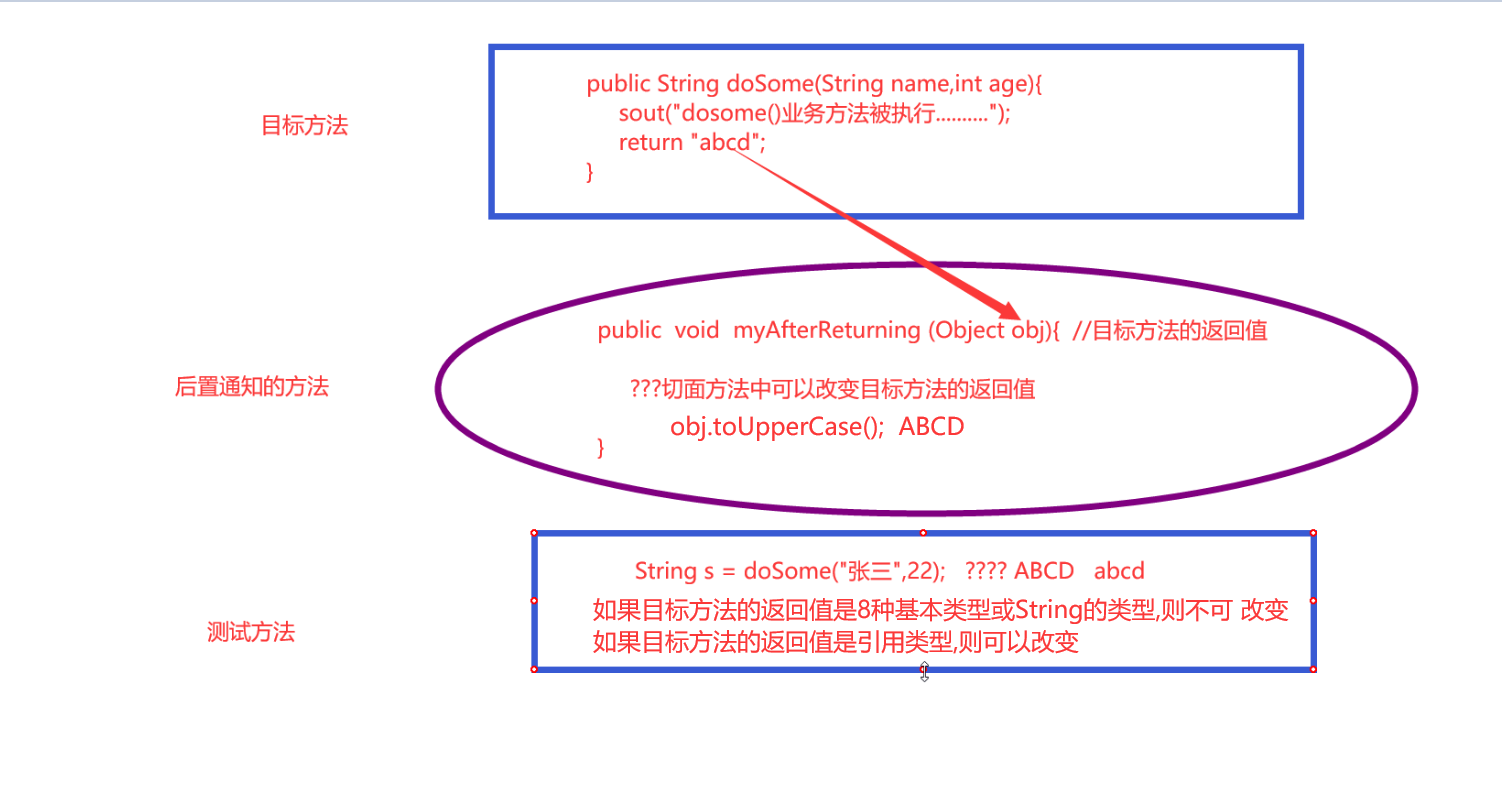 目标方法
public String doSome(String name,int age){
sout("dosome()业务方法被执行..........");
return "abcd";
}
后置通知的方法
public void myAfterReturning (Object obj){ //目标方法的返回值
???切面方法中可以改变目标方法的返回值
obj.toUpperCase(); ABCD
}
测试方法
String s = doSome("张三",22); ???? ABCD abcd
如果目标方法的返回值是8种基本类型或String的类型,则不可 改变
如果目标方法的返回值是引用类型,则可以改变